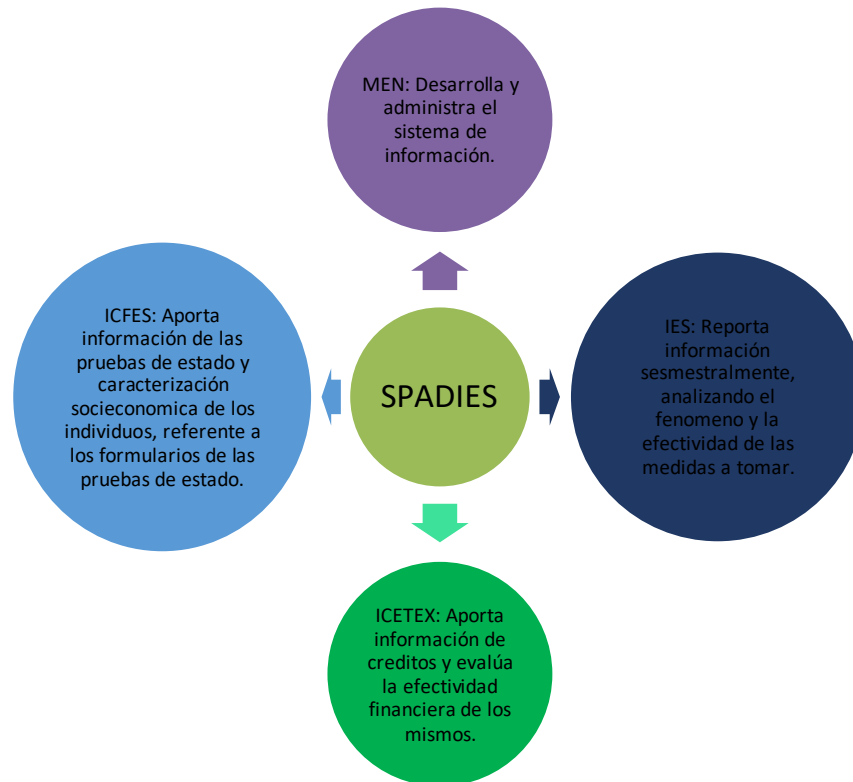 MEN: Desarrolla y
administra el
sistema de
información.
ICFES: Aporta
información de las
pruebas de estado y
caracterización
socieconomica de los
individuos, referente a
los formularios de las
pruebas de estado.
SPADIES
IES: Reporta
información
sesmestralmente,
analizando el
fenomeno y la
efectividad de las
medidas a tomar.
ICETEX: Aporta
información de
creditos y evalúa
la efectividad
financiera de los
mismos.